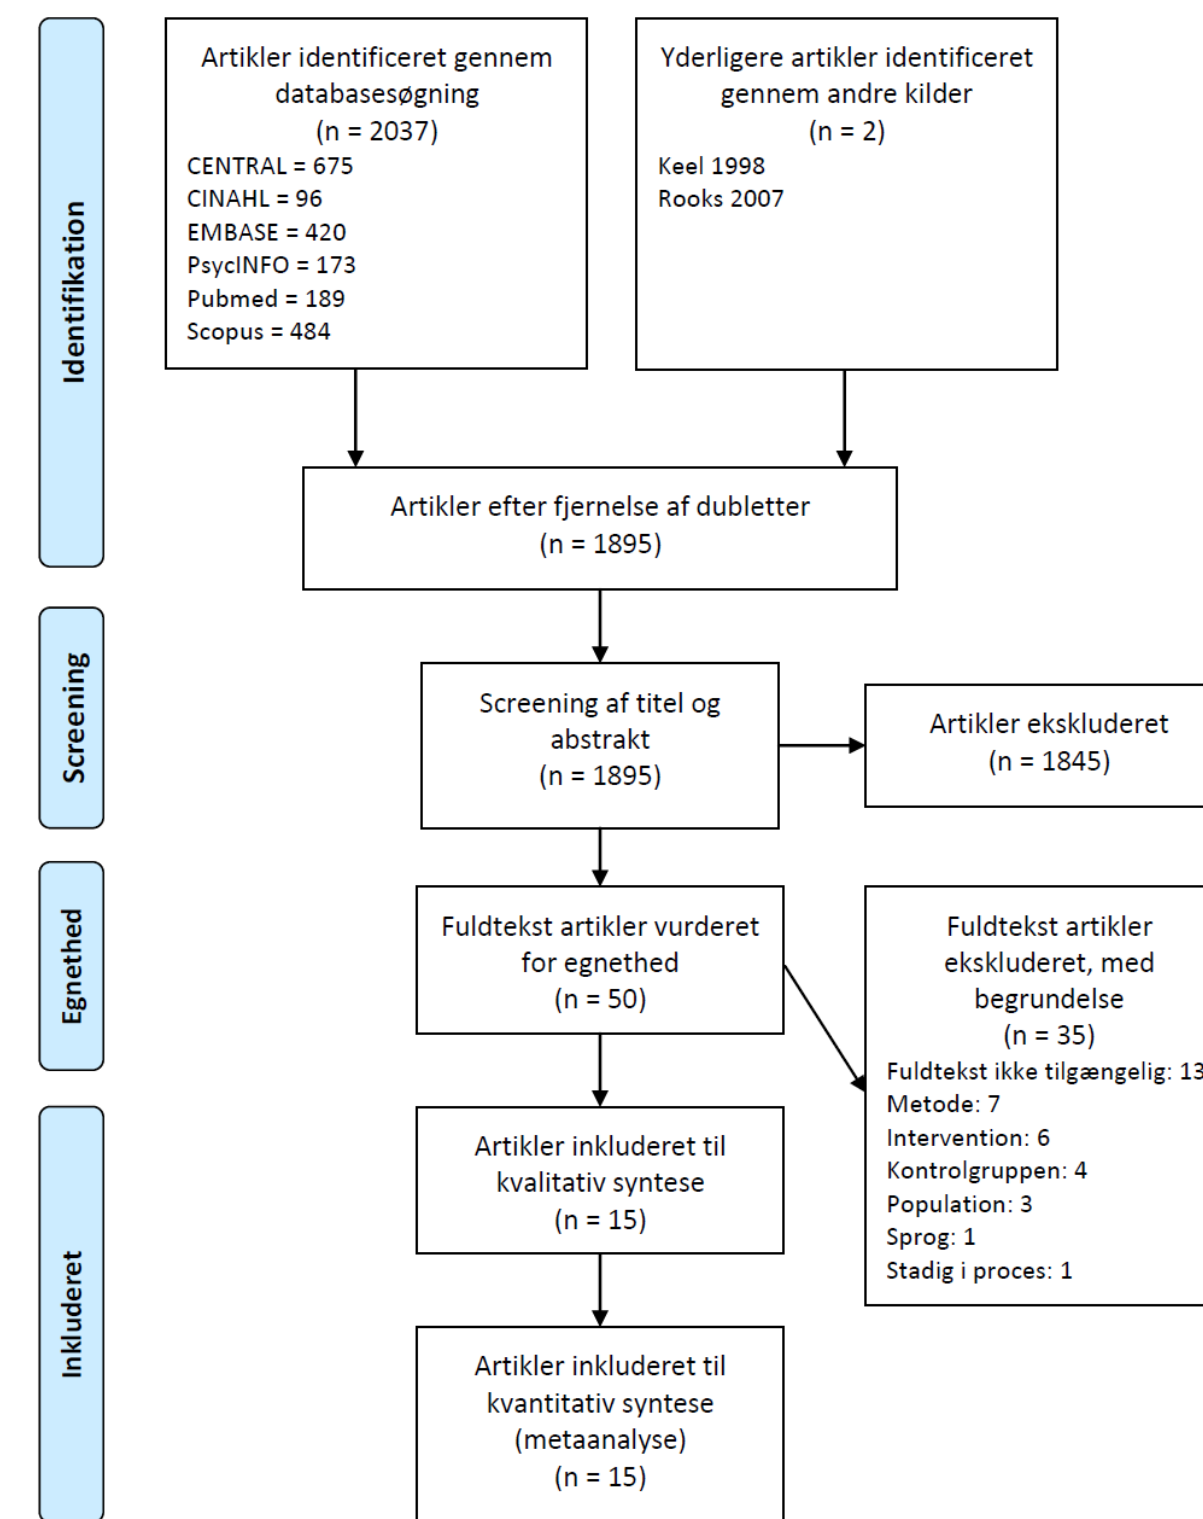 Identifikation
Artikler identificeret gennem
databasesøgning
(n = 2037)
CENTRAL = 675
CINAHL = 96
EMBASE = 420
PsycINFO = 173
Pubmed = 189
Scopus = 484
Yderligere artikler identificeret
gennem andre kilder
(n = 2)
Keel 1998
Rooks 2007
Artikler efter fjernelse af dubletter
(n = 1895)
Screening
Screening af titel og
abstrakt
(n = 1895)
Artikler ekskluderet
(n = 1845)
Egnethed
Fuldtekst artikler vurderet
for egnethed
(n = 50)
Fuldtekst artikler
ekskluderet, med
begrundelse
(n = 35)
Fuldtekst ikke tilgængelig: 13
Metode: 7
Intervention: 6
Kontrolgruppen: 4
Population: 3
Sprog: 1
Stadig i proces: 1
Inkluderet
Artikler inkluderet til
kvalitativ syntese
(n = 15)
Artikler inkluderet til
kvantitativ syntese
(metaanalyse)
(n = 15)